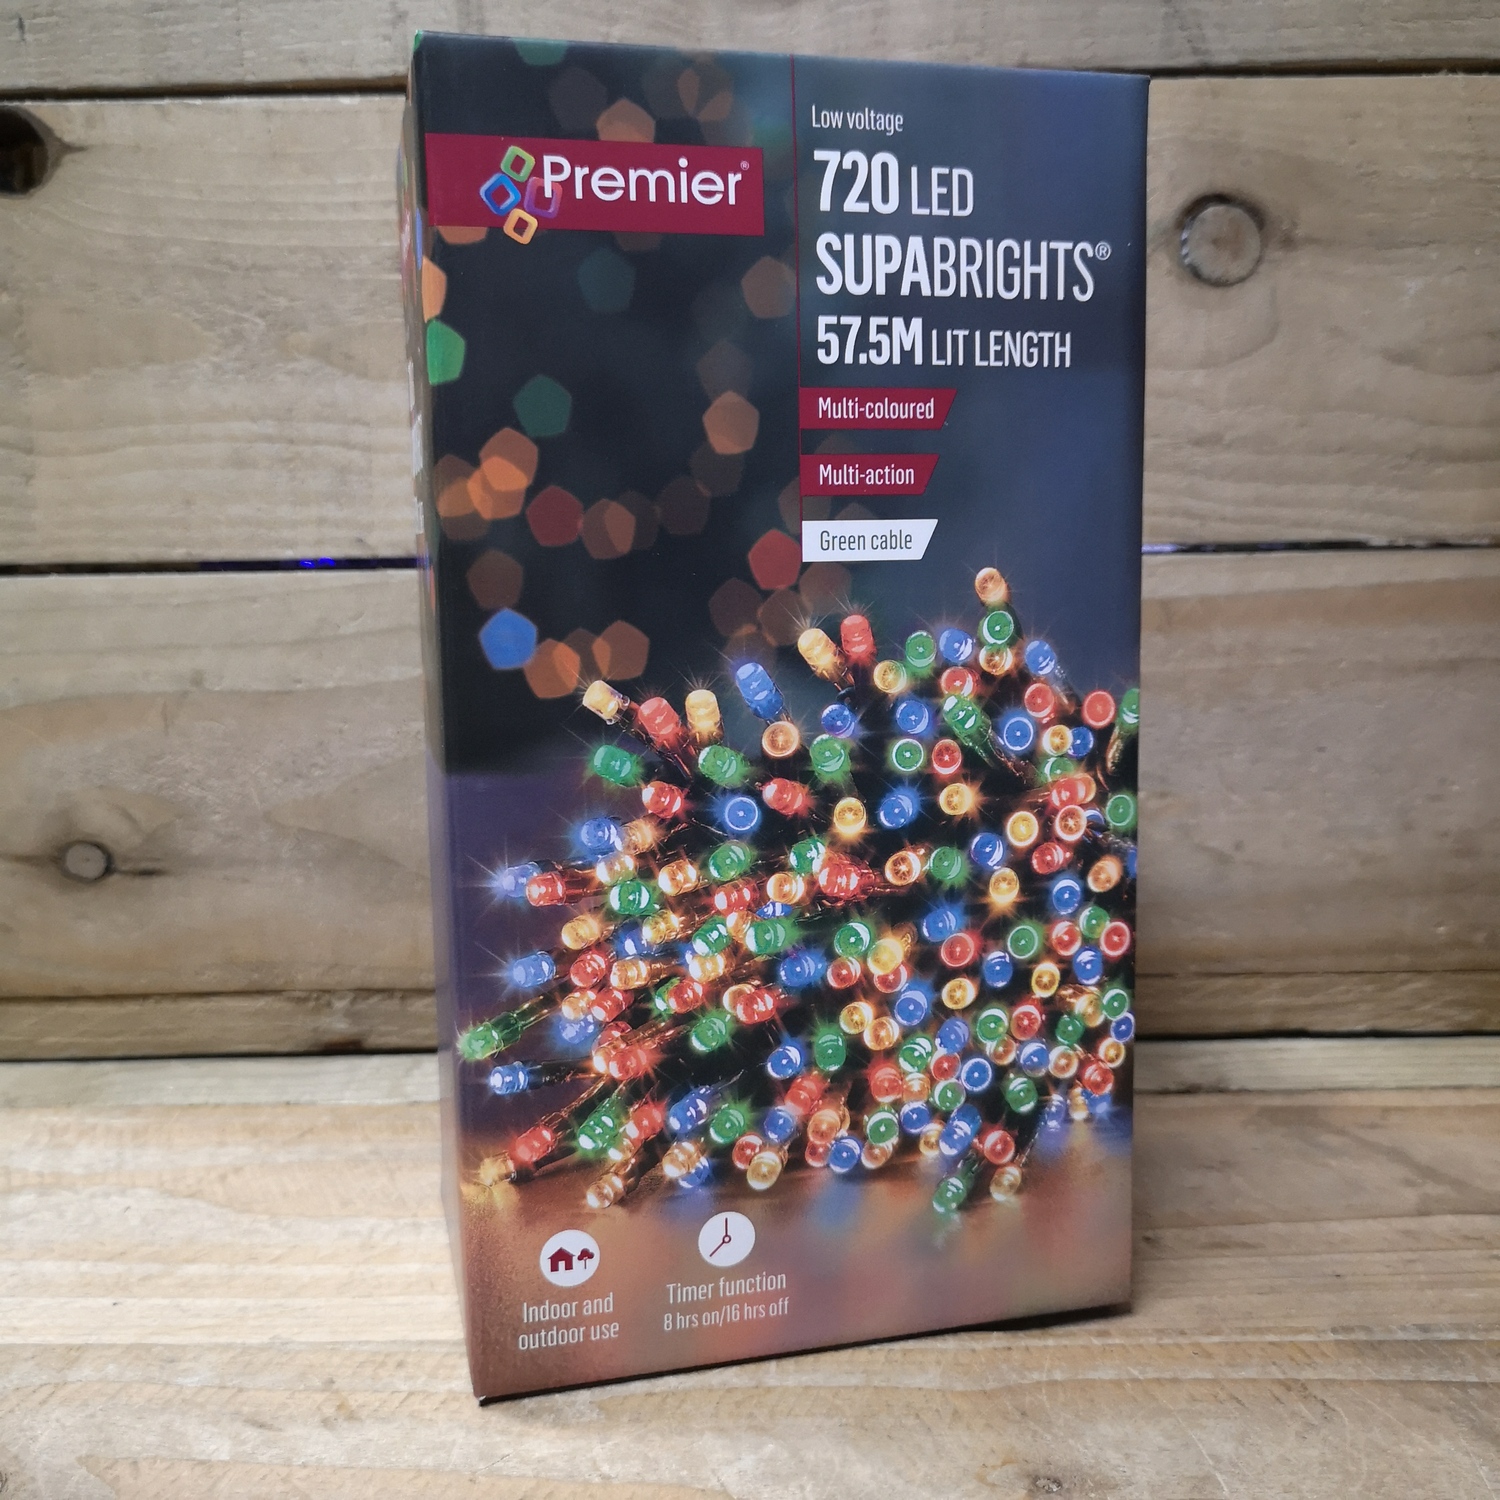 Premier®
Low voltage
720 LED
SUPABRIGHTS®
57.5M LIT LENGTH
Multi-coloured
Multi-action
Green cable
Indoor and
outdoor use
Timer function
8 hrs on/16 hrs off